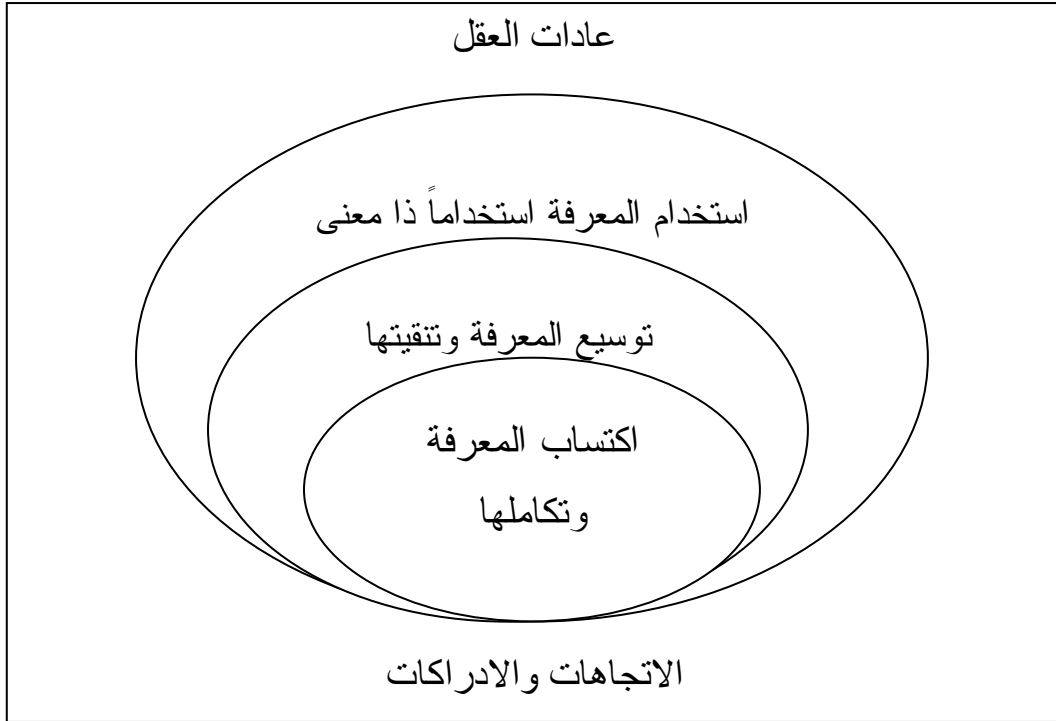 عادات العقل
استخدام المعرفة استخداماً ذا معنى
توسيع المعرفة وتنقيتها
اكتساب المعرفة
وتكاملها
الاتجاهات والادراكات